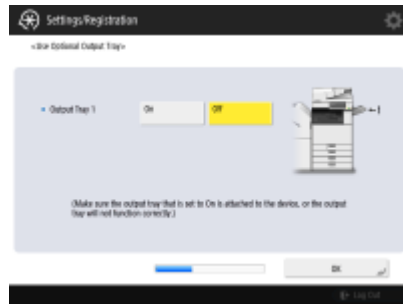 Settings/Registration
<Use Optional Output Tray>
Output Tray 1
On
Off
1
(Make sure the output tray that is set to On is attached to the device, or the output
tray will not function correctly.)
OK
Log Out